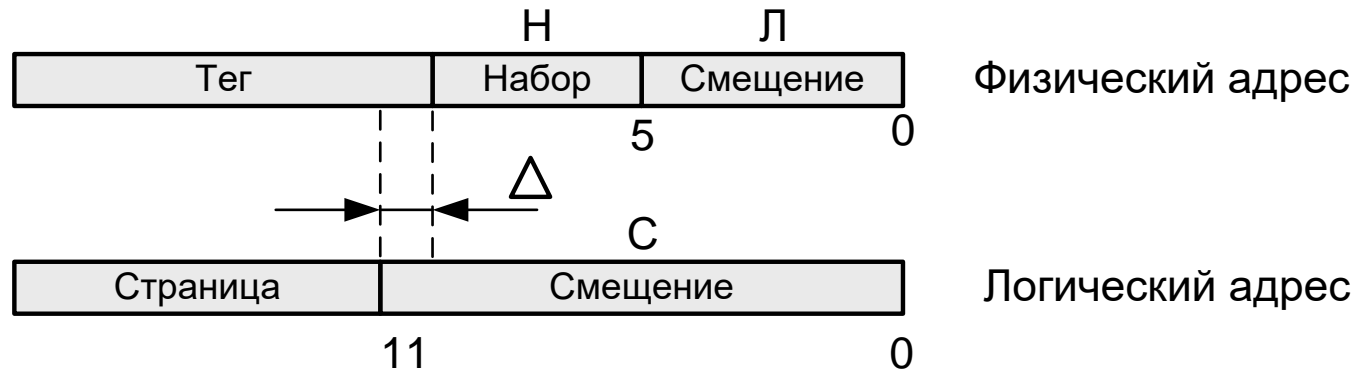 Н Л
Тег Набор Смещение Физический адрес
5 0
Δ
С
Страница Смещение Логический адрес
11 0